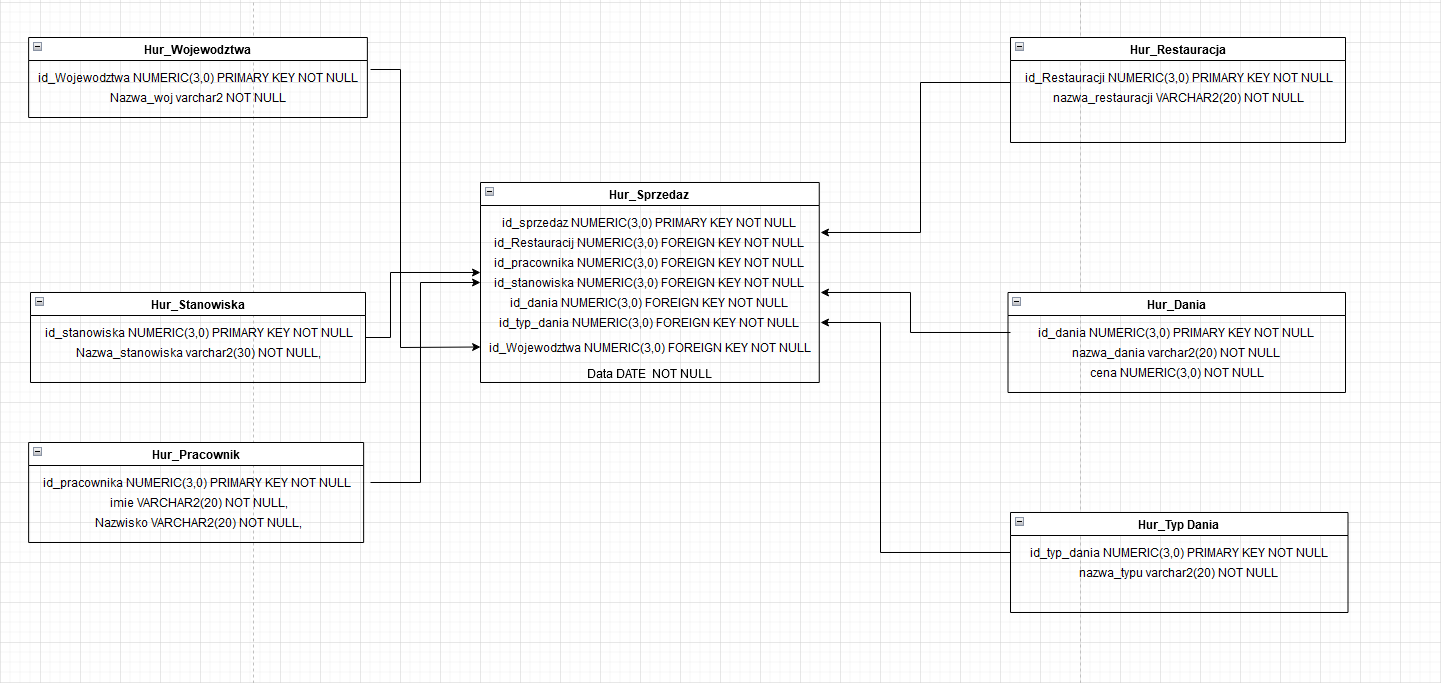 Hur_Wojewodztwa
id_Wojewodztwa NUMERIC(3,0) PRIMARY KEY NOT NULL
Nazwa_woj varchar2 NOT NULL
Hur_Restauracja
id_Restauracji NUMERIC(3,0) PRIMARY KEY NOT NULL
nazwa_restauracji VARCHAR2(20) NOT NULL
Hur_Sprzedaz
id_sprzedaz NUMERIC(3,0) PRIMARY KEY NOT NULL
id_Restauracij NUMERIC(3,0) FOREIGN KEY NOT NULL
id_pracownika NUMERIC(3,0) FOREIGN KEY NOT NULL
id_stanowiska NUMERIC(3,0) FOREIGN KEY NOT NULL
id_dania NUMERIC(3,0) FOREIGN KEY NOT NULL
id_typ_dania NUMERIC(3,0) FOREIGN KEY NOT NULL
id_Wojewodztwa NUMERIC(3,0) FOREIGN KEY NOT NULL
Data DATE  NOT NULL
Hur_Stanowiska
id_stanowiska NUMERIC(3,0) PRIMARY KEY NOT NULL
Nazwa_stanowiska varchar2(30) NOT NULL,
Hur_Dania
id_dania NUMERIC(3,0) PRIMARY KEY NOT NULL
nazwa_dania varchar2(20) NOT NULL
cena NUMERIC(3,0) NOT NULL
Hur_Pracownik
id_pracownika NUMERIC(3,0) PRIMARY KEY NOT NULL
imie VARCHAR2(20) NOT NULL,
Nazwisko VARCHAR2(20) NOT NULL,
Hur_Typ Dania
id_typ_dania NUMERIC(3,0) PRIMARY KEY NOT NULL
nazwa_typu varchar2(20) NOT NULL